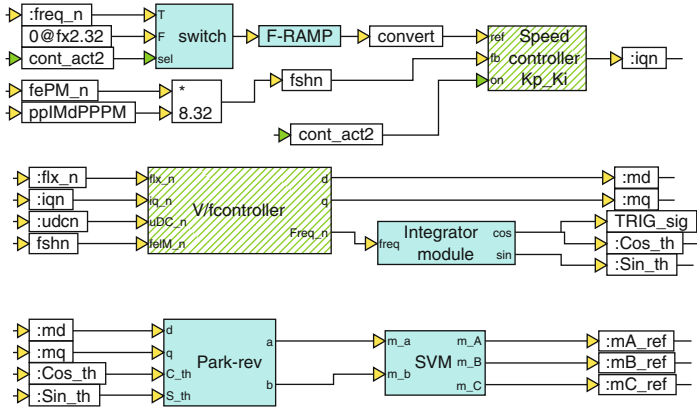 :freq_n
T
0@fx2.32
F
switch
cont_act2
sel
F-RAMP
convert
ref
fb
on
Speed
controller
Kp_Ki
:iqn
fePM_n
ppIMdPPPM
*
8.32
fshn
cont_act2
:flx_n
:iqn
:udcn
fshn
flx_n
iq_n
uDC_n
feIM_n
V/fcontroller
d
q
Freq_n
freq
Integrator
module
cos
sin
:md
:mq
TRIG_sig
:Cos_th
:Sin_th
:md
:mq
:Cos_th
:Sin_th
d
q
C_th
S_th
Park-rev
a
b
m_a
m_b
SVM
m_A
m_B
m_C
:mA_ref
:mB_ref
:mC_ref